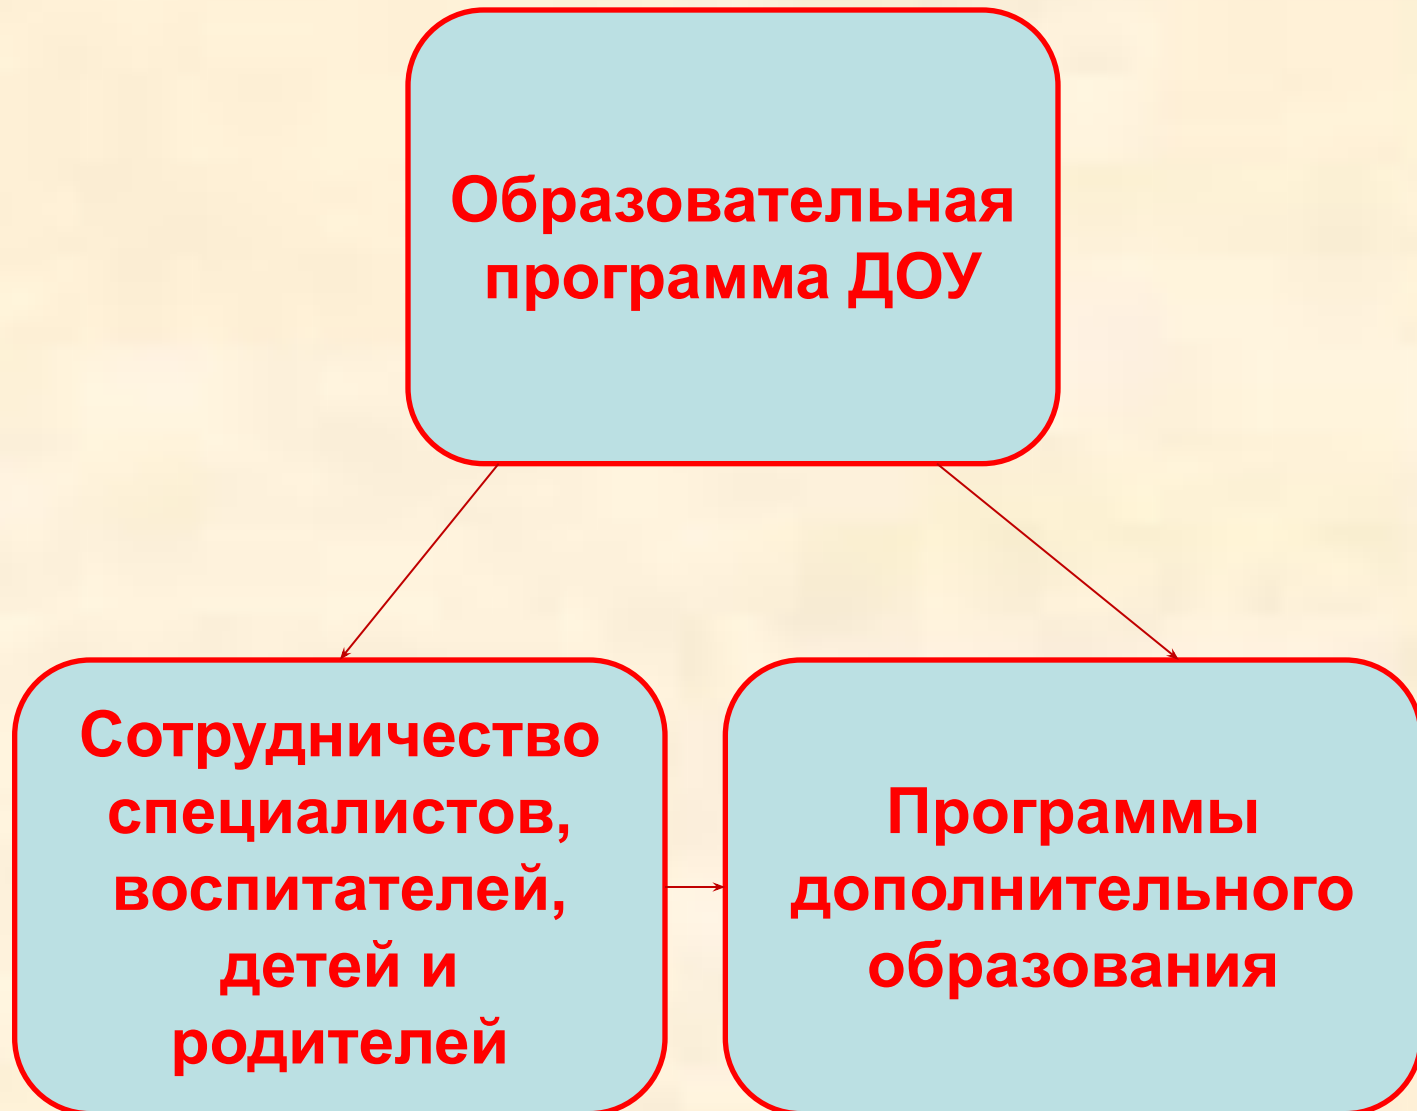 Образовательная
программа ДОУ
Сотрудничество
специалистов,
воспитателей,
детей и
родителей
Программы
дополнительного
образования